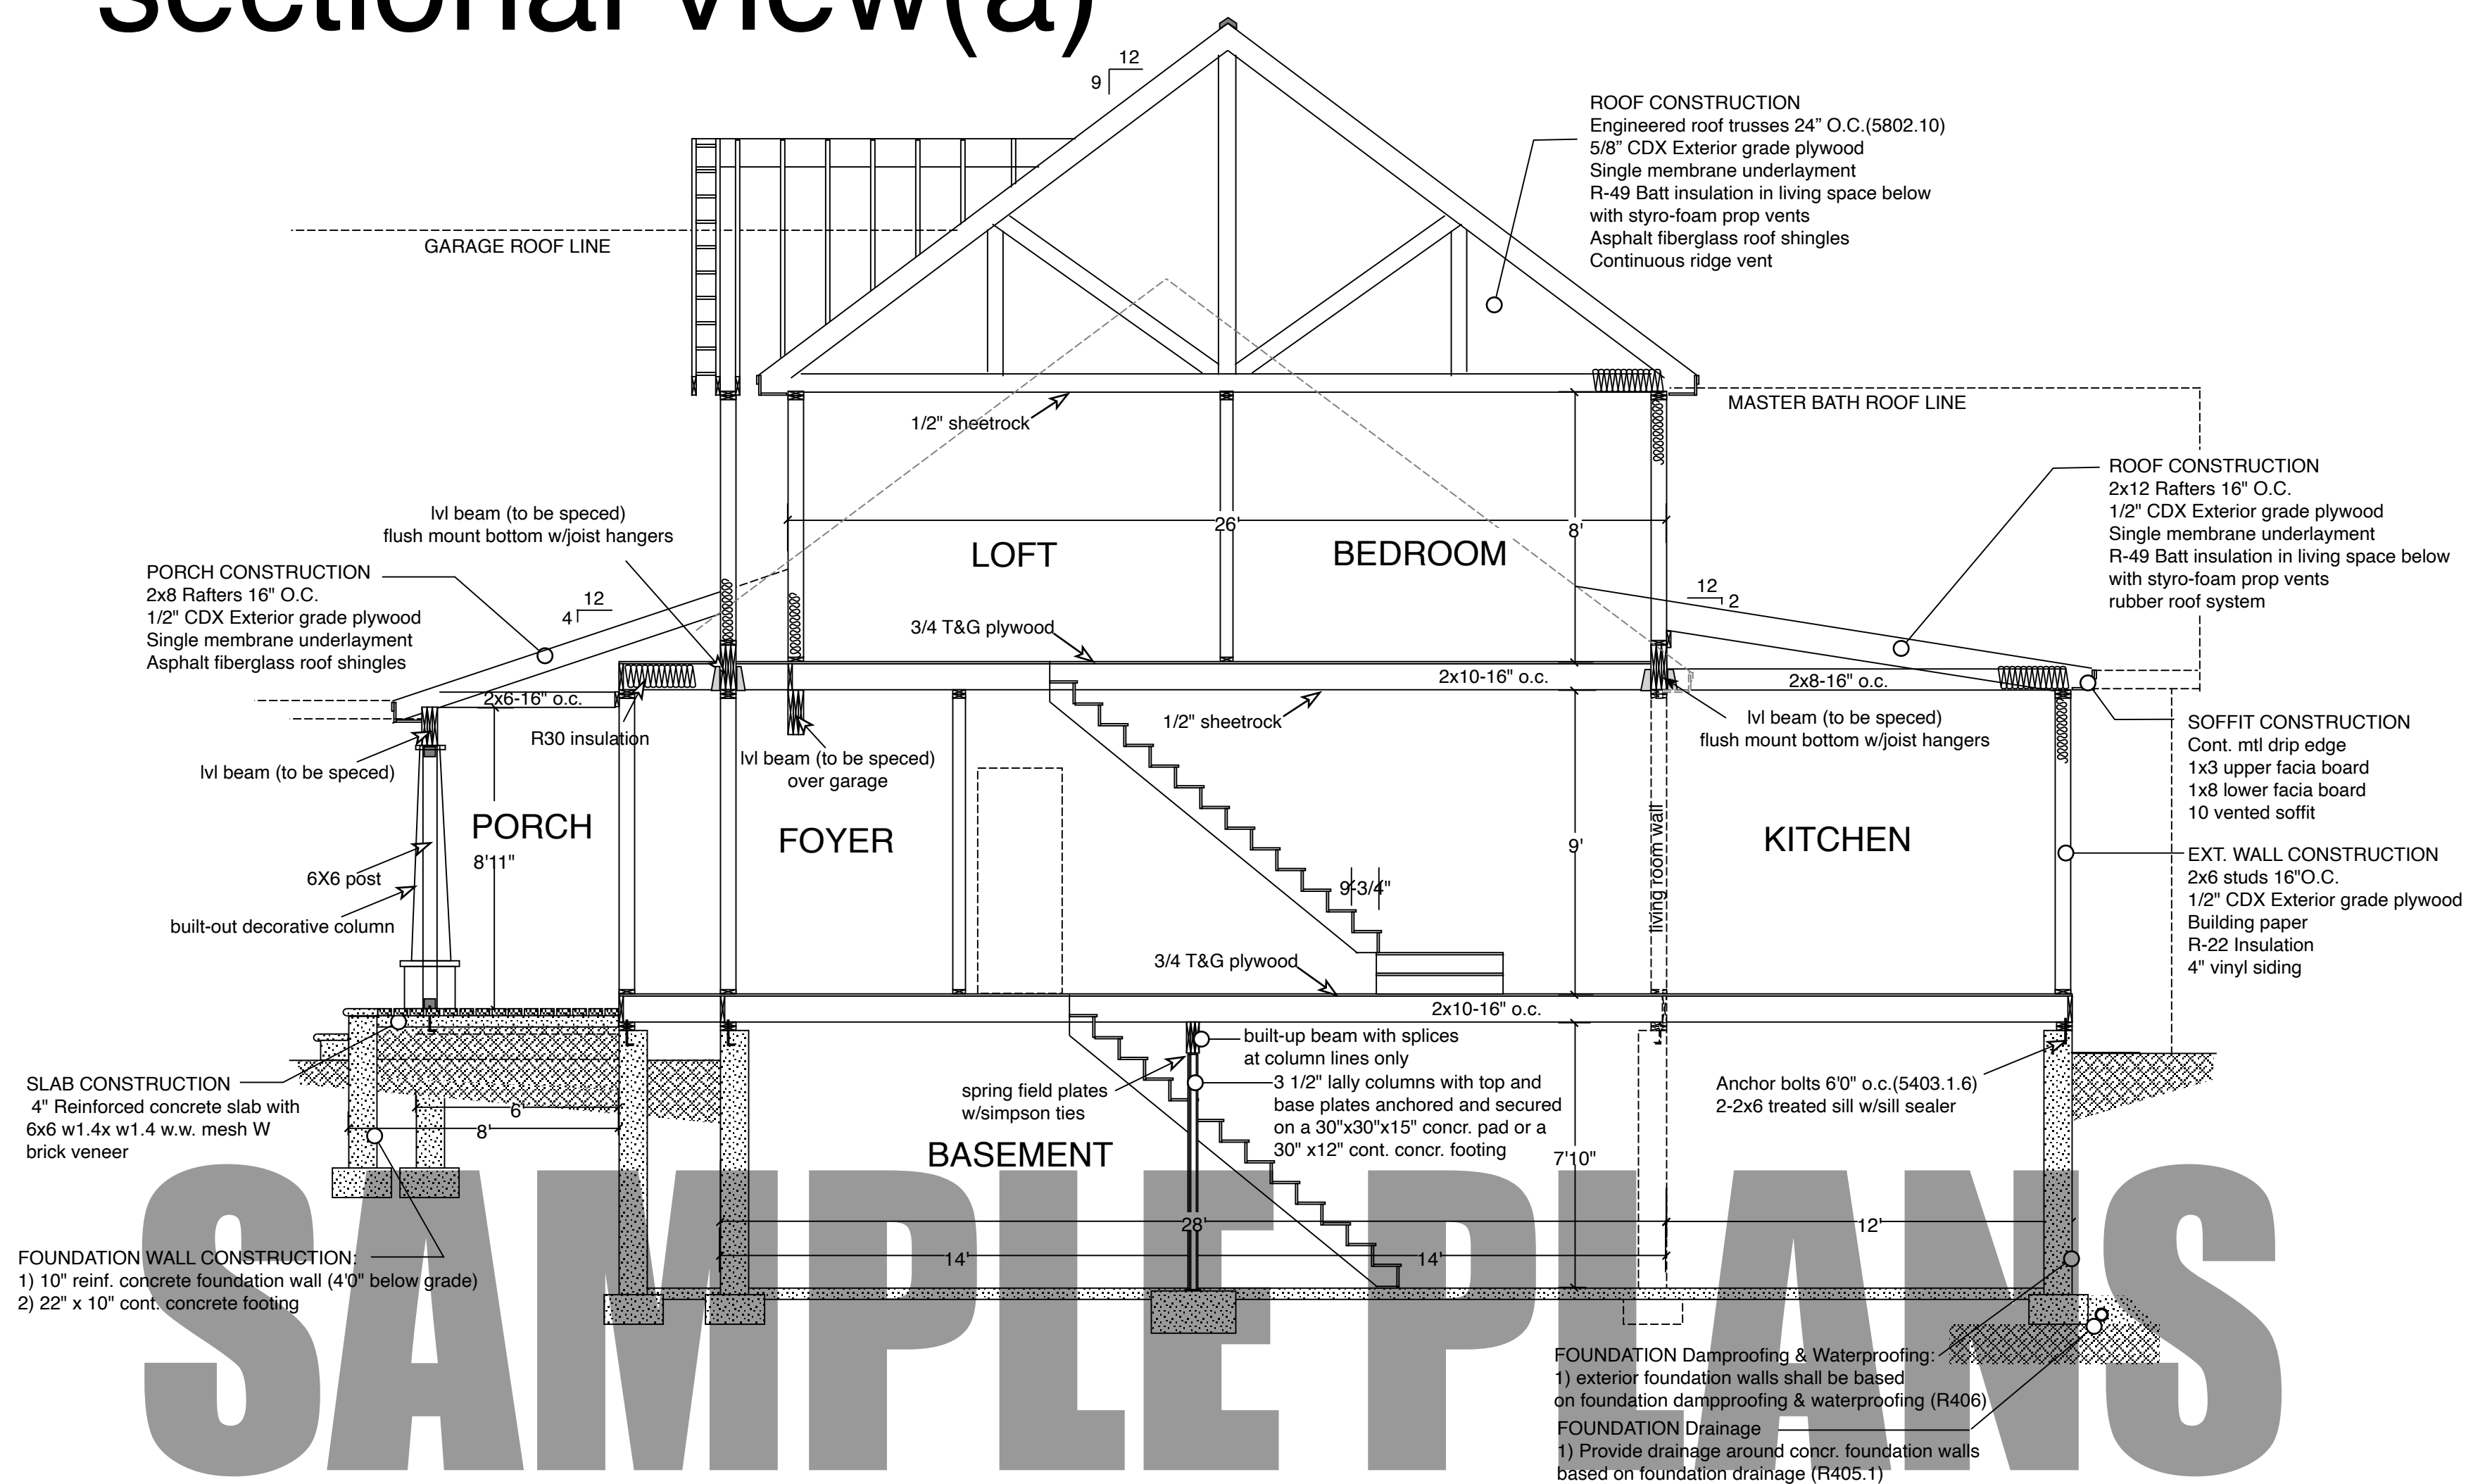 sectional view(a)
12
9
ROOF CONSTRUCTION
Engineered roof trusses 24” O.C.(5802.10)
5/8” CDX Exterior grade plywood
Single membrane underlayment
R-49 Batt insulation in living space below
with styro-foam prop vents
Asphalt fiberglass roof shingles
Continuous ridge vent
GARAGE ROOF LINE
MASTER BATH ROOF LINE
1/2" sheetrock
ROOF CONSTRUCTION
2x12 Rafters 16" O.C.
1/2" CDX Exterior grade plywood
Single membrane underlayment
R-49 Batt insulation in living space below
with styro-foam prop vents
rubber roof system
lvl beam (to be speced)
flush mount bottom w/joist hangers
26'
8'
LOFT
BEDROOM
PORCH CONSTRUCTION
2x8 Rafters 16" O.C.
1/2" CDX Exterior grade plywood
Single membrane underlayment
Asphalt fiberglass roof shingles
12
4
12
2
3/4 T&G plywood
2x10-16" o.c.
2x8-16" o.c.
2x6-16" o.c.
1/2" sheetrock
lvl beam (to be speced)
flush mount bottom w/joist hangers
R30 insulation
lvl beam (to be speced)
over garage
lvl beam (to be speced)
SOFFIT CONSTRUCTION
Cont. mtl drip edge
1x3 upper facia board
1x8 lower facia board
10 vented soffit
PORCH
8'11"
FOYER
9'
living room wall
KITCHEN
6X6 post
built-out decorative column
9-3/4"
EXT. WALL CONSTRUCTION
2x6 studs 16"O.C.
1/2" CDX Exterior grade plywood
Building paper
R-22 Insulation
4" vinyl siding
3/4 T&G plywood
2x10-16" o.c.
built-up beam with splices
at column lines only
spring field plates
w/simpson ties
3 1/2" lally columns with top and
base plates anchored and secured
on a 30"x30"x15" concr. pad or a
30" x12" cont. concr. footing
Anchor bolts 6'0" o.c.(5403.1.6)
2-2x6 treated sill w/sill sealer
SLAB CONSTRUCTION
4" Reinforced concrete slab with
6x6 w1.4x w1.4 w.w. mesh W
brick veneer
6'
8'
BASEMENT
7'10"
28'
12'
14'
14'
FOUNDATION WALL CONSTRUCTION:
1) 10" reinf. concrete foundation wall (4'0" below grade)
2) 22" x 10" cont. concrete footing
SAMPLE PLANS
FOUNDATION Damproofing & Waterproofing:
1) exterior foundation walls shall be based
on foundation dampproofing & waterproofing (R406)
FOUNDATION Drainage
1) Provide drainage around concr. foundation walls
based on foundation drainage (R405.1)